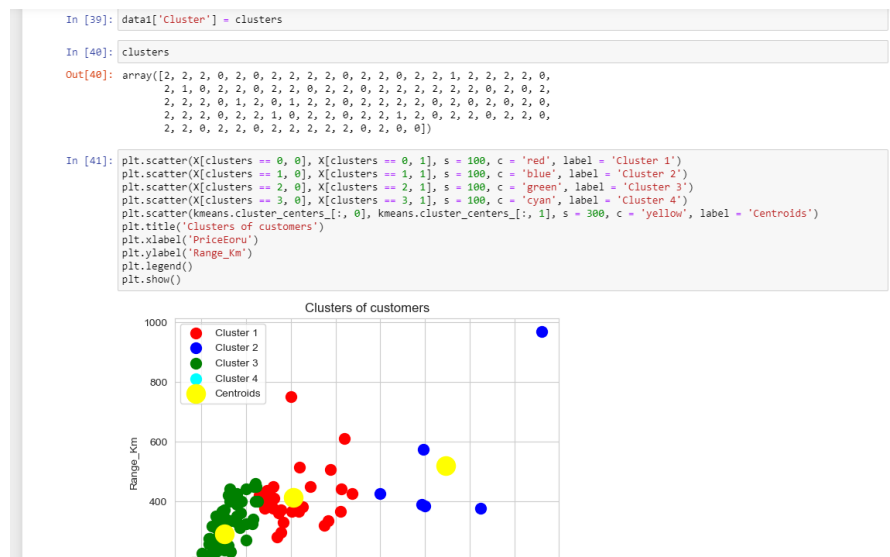 In [39]: data1['Cluster'] = clusters
In [40]: clusters
Out[40]: array([2, 2, 2, 0, 2, 0, 2, 2, 2, 2, 0, 2, 2, 0, 2, 2, 1, 2, 2, 2, 2, 0,
2, 1, 0, 2, 2, 0, 2, 2, 0, 2, 2, 0, 2, 2, 2, 0, 2, 2, 0, 2,
2, 2, 2, 0, 1, 2, 0, 1, 2, 2, 0, 2, 2, 2, 2, 0, 2, 0, 2, 0,
2, 2, 2, 0, 2, 2, 1, 0, 2, 2, 0, 2, 2, 1, 2, 0, 2, 2, 0, 2, 2, 0,
2, 2, 0, 2, 2, 0, 2, 2, 2, 2, 2, 0, 2, 0, 0])
In [41]: plt.scatter(X[clusters == 0, 0], X[clusters == 0, 1], s = 100, c = 'red', label = 'Cluster 1')
plt.scatter(X[clusters == 1, 0], X[clusters == 1, 1], s = 100, c = 'blue', label = 'Cluster 2')
plt.scatter(X[clusters == 2, 0], X[clusters == 2, 1], s = 100, c = 'green', label = 'Cluster 3')
plt.scatter(X[clusters == 3, 0], X[clusters == 3, 1], s = 100, c = 'cyan', label = 'Cluster 4')
plt.scatter(kmeans.cluster_centers_[:, 0], kmeans.cluster_centers_[:, 1], s = 300, c = 'yellow', label = 'Centroids')
plt.title('Clusters of customers')
plt.xlabel('PriceEoru')
plt.ylabel('Range_Km')
plt.legend()
plt.show()
Clusters of customers
1000
Cluster 1
Cluster 2
Cluster 3
Cluster 4
Centroids
800
600
400
Range_Km